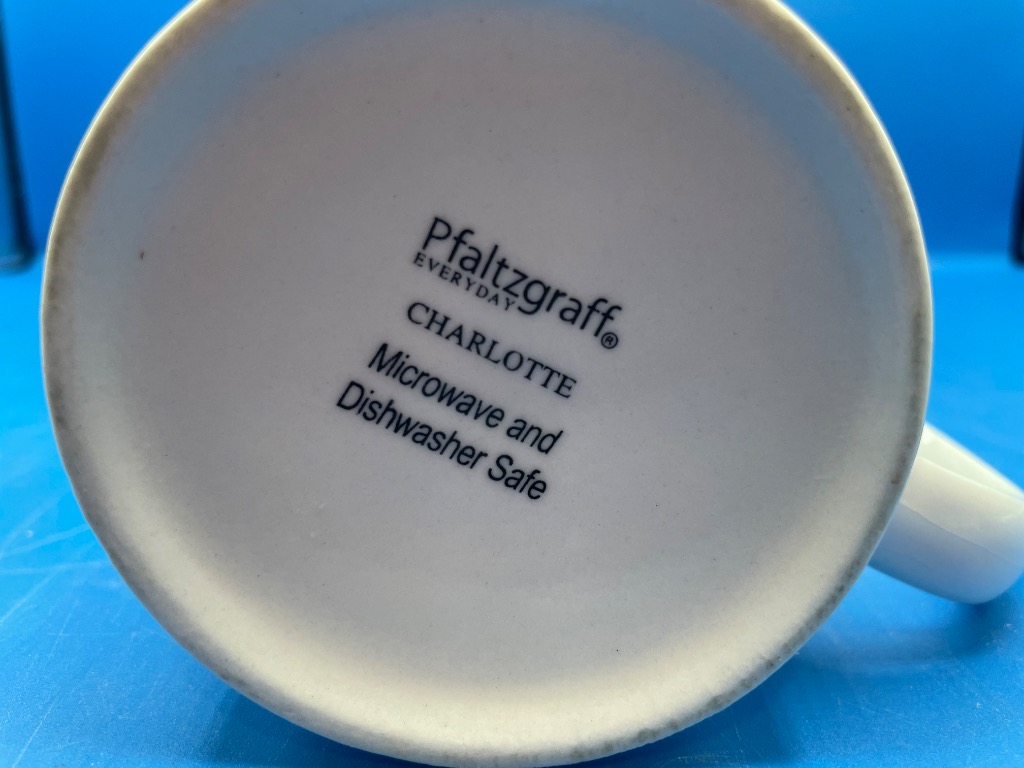 Pfaltzgraff®
EVERYDAY
CHARLOTTE
Microwave and
Dishwasher Safe